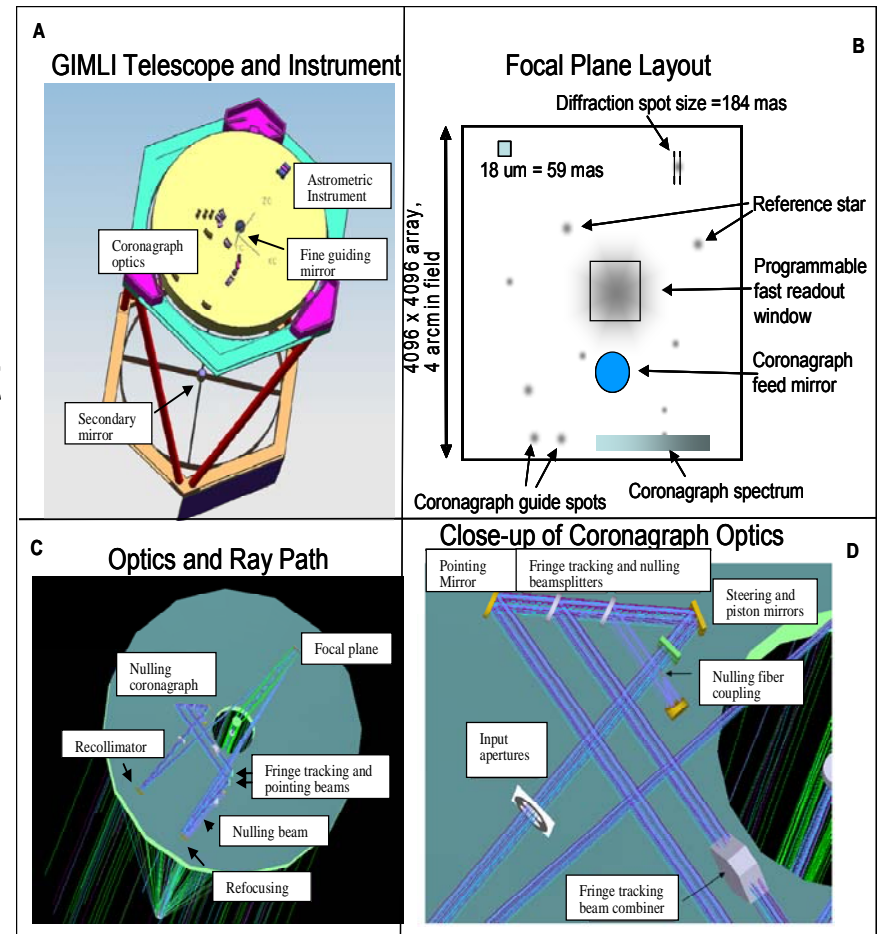 A
GIMLI Telescope and Instrument
Astrometric
Instrument
Coronagraph
optics
Fine guiding
mirror
Secondary
mirror
B
Focal Plane Layout
Diffraction spot size =184 mas
18 um = 59 mas
Reference star
Programmable
fast readout
window
Coronagraph
feed mirror
4096 x 4096 array,
4 arcm in field
Coronagraph guide spots
Coronagraph spectrum
C
Optics and Ray Path
Focal plane
Nulling
coronagraph
Recollimator
Fringe tracking and
pointing beams
Nulling beam
Refocusing
Close-up of Coronagraph Optics
D
Pointing
Mirror
Fringe tracking and nulling
beamsplitters
Steering and
piston mirrors
Nulling fiber
coupling
Input
apertures
Fringe tracking
beam combiner